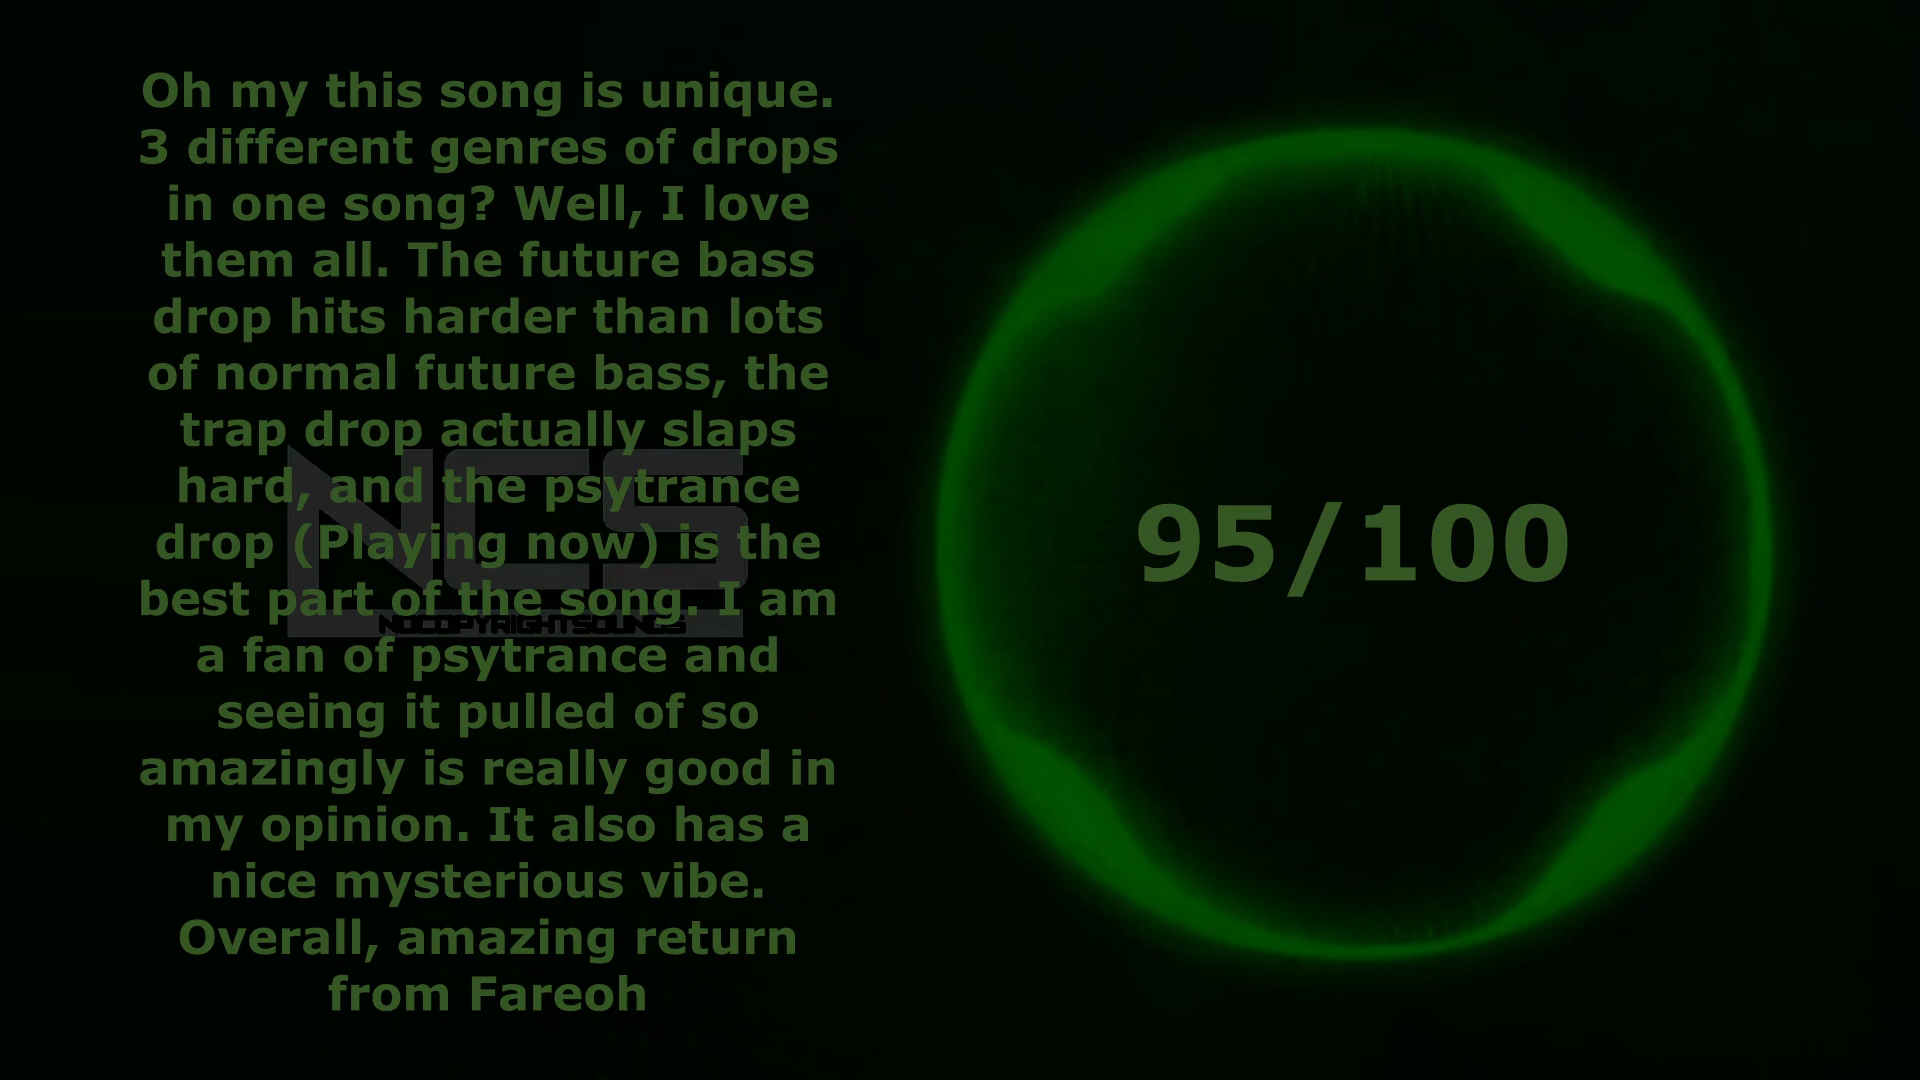 Oh my this song is unique.
3 different genres of drops
in one song? Well, I love
them all. The future bass
drop hits harder than lots
of normal future bass, the
trap drop actually slaps
hard, and the psytrance
drop (Playing now) is the
best part of the song. I am
a fan of psytrance and
seeing it pulled of so
amazingly is really good in
my opinion. It also has a
nice mysterious vibe.
Overall, amazing return
from Fareoh
NCS
NOCOPYRIGHTSOUNDS
95/100